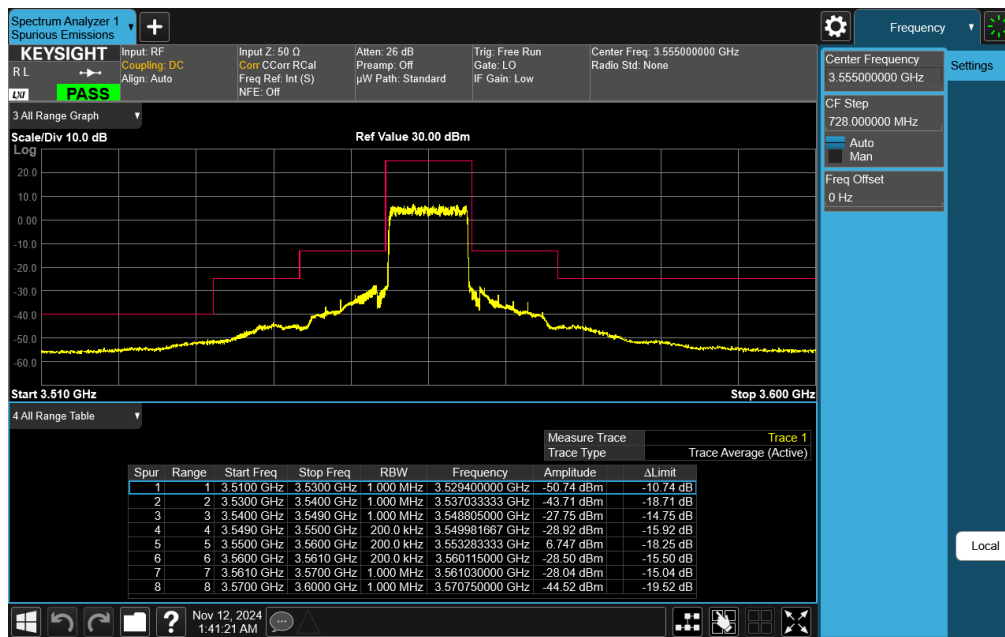 Spectrum Analyzer 1
Spurious Emissions
Frequency
KEYSIGHT
R L
LXI
PASS
Input: RF
Coupling: DC
Align: Auto
Input Z: 50 Ω
Corr CCorr RCal
Freq Ref: Int (S)
NFE: Off
Atten: 26 dB
Preamp: Off
µW Path: Standard
Trig: Free Run
Gate: LO
IF Gain: Low
Center Freq: 3.555000000 GHz
Radio Std: None
Center Frequency
3.555000000 GHz
Settings
CF Step
728.000000 MHz
Auto
Man
Freq Offset
0 Hz
3 All Range Graph
Scale/Div 10.0 dB
Ref Value 30.00 dBm
Log
20.0
10.0
0.00
-10.0
-20.0
-30.0
-40.0
-50.0
-60.0
Start 3.510 GHz
Stop 3.600 GHz
4 All Range Table
Measure Trace Trace 1
Trace Type Trace Average (Active)
Spur Range Start Freq Stop Freq RBW Frequency Amplitude ΔLimit
1 1 3.5100 GHz 3.5300 GHz 1.000 MHz 3.529400000 GHz -50.74 dBm -10.74 dB
2 2 3.5300 GHz 3.5400 GHz 1.000 MHz 3.537033333 GHz -43.71 dBm -18.71 dB
3 3 3.5400 GHz 3.5490 GHz 1.000 MHz 3.548805000 GHz -27.75 dBm -14.75 dB
4 4 3.5490 GHz 3.5500 GHz 200.0 kHz 3.549981667 GHz -28.92 dBm -15.92 dB
5 5 3.5500 GHz 3.5600 GHz 200.0 kHz 3.553283333 GHz 6.747 dBm -18.25 dB
6 6 3.5600 GHz 3.5610 GHz 200.0 kHz 3.560115000 GHz -28.50 dBm -15.50 dB
7 7 3.5610 GHz 3.5700 GHz 1.000 MHz 3.561030000 GHz -28.04 dBm -15.04 dB
8 8 3.5700 GHz 3.6000 GHz 1.000 MHz 3.570750000 GHz -44.52 dBm -19.52 dB
Local
?
Nov 12, 2024
1:41:21 AM